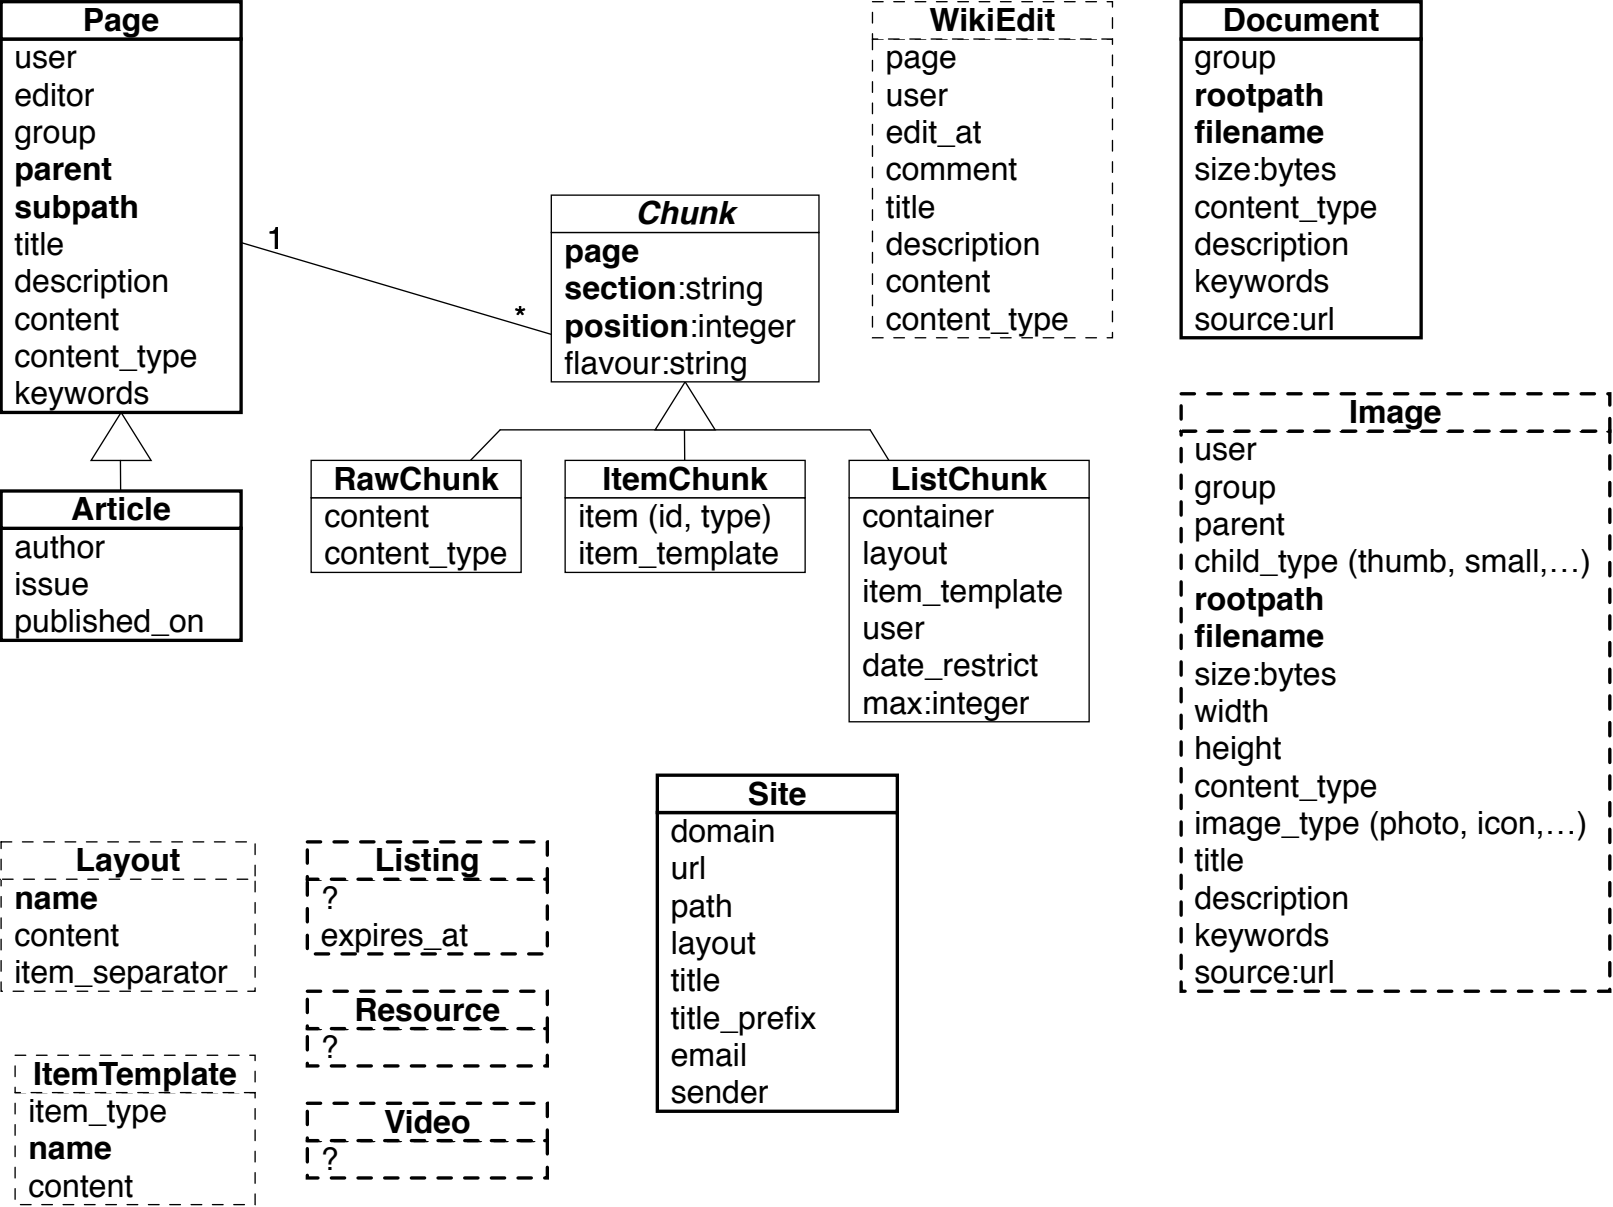 Page
user
editor
group
parent
subpath
title
description
content
content_type
keywords
Article
author
issue
published_on
1
*
Chunk
page
section:string
position:integer
flavour:string
RawChunk
content
content_type
ItemChunk
item (id, type)
item_template
ListChunk
container
layout
item_template
user
date_restrict
max:integer
WikiEdit
page
user
edit_at
comment
title
description
content
content_type
Document
group
rootpath
filename
size:bytes
content_type
description
keywords
source:url
Image
user
group
parent
child_type (thumb, small,…)
rootpath
filename
size:bytes
width
height
content_type
image_type (photo, icon,…)
title
description
keywords
source:url
Layout
name
content
item_separator
ItemTemplate
item_type
name
content
Listing
?
expires_at
Resource
?
Video
?
Site
domain
url
path
layout
title
title_prefix
email
sender